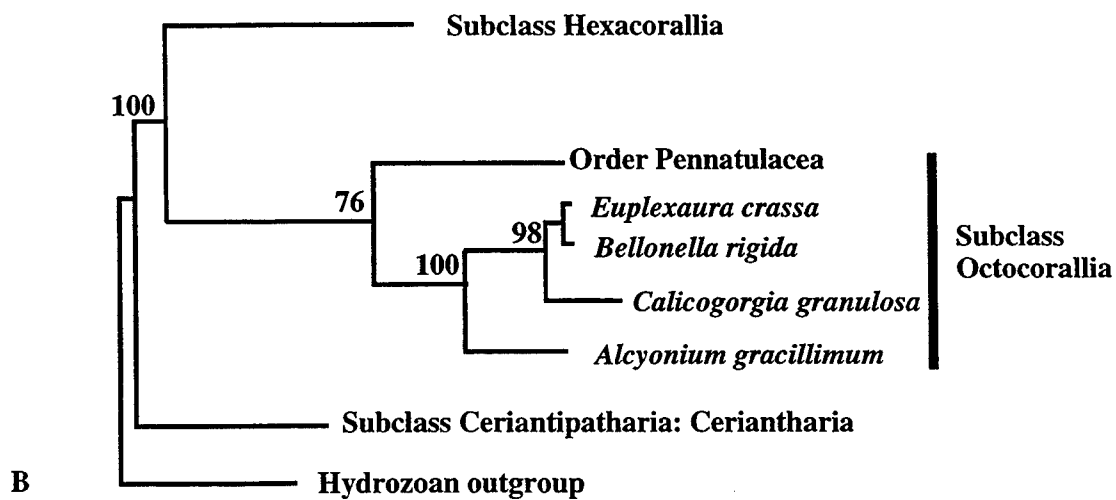 Subclass Hexacorallia
100
Order Pennatulacea
76
Euplexaura crassa
98
Bellonella rigida
Subclass
Octocorallia
100
Calicogorgia granulosa
Alcyonium gracillimum
Subclass Ceriantipatharia: Ceriantharia
B
Hydrozoan outgroup